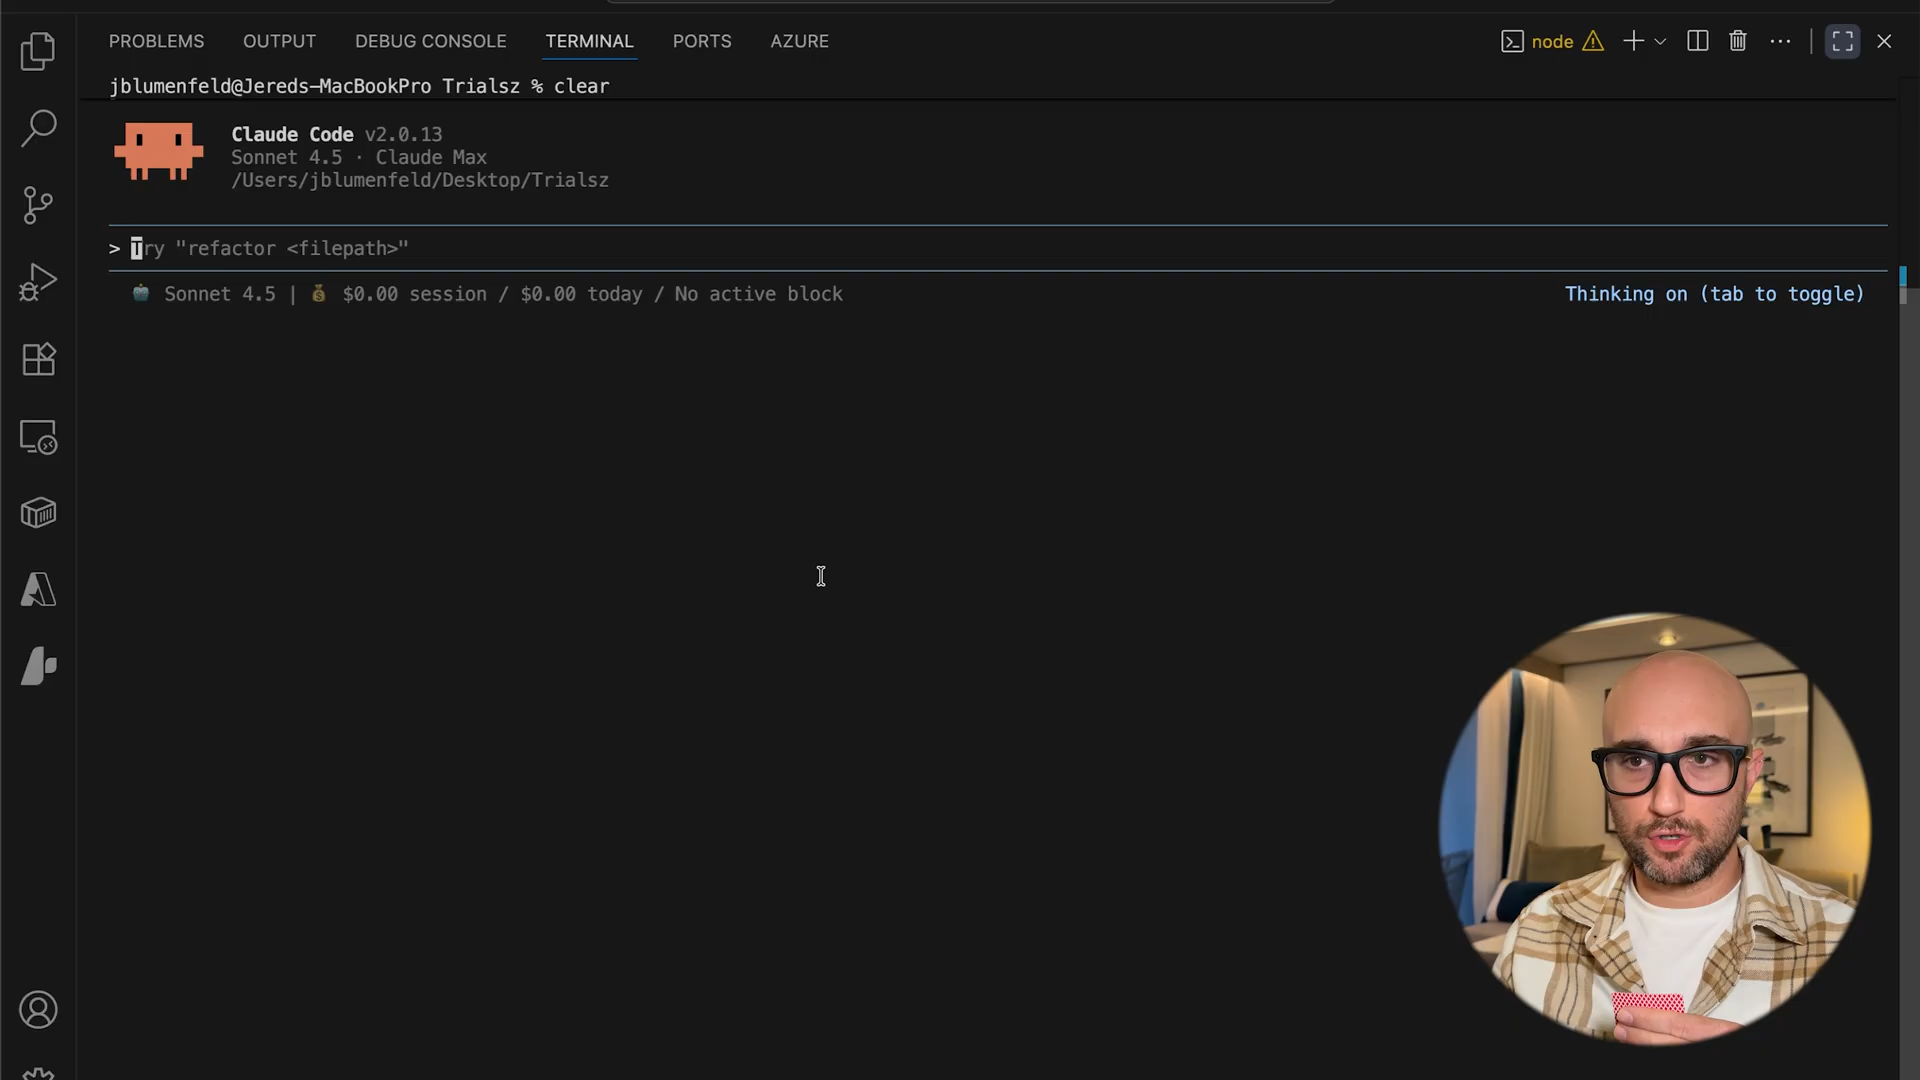 PROBLEMS OUTPUT DEBUG CONSOLE TERMINAL PORTS AZURE node
jblumenfeld@Jereds-MacBookPro Trialsz % clear
Claude Code v2.0.13
Sonnet 4.5 · Claude Max
/Users/jblumenfeld/Desktop/Trialsz
> Try "refactor <filepath>"
Sonnet 4.5 | $0.00 session / $0.00 today / No active block Thinking on (tab to toggle)